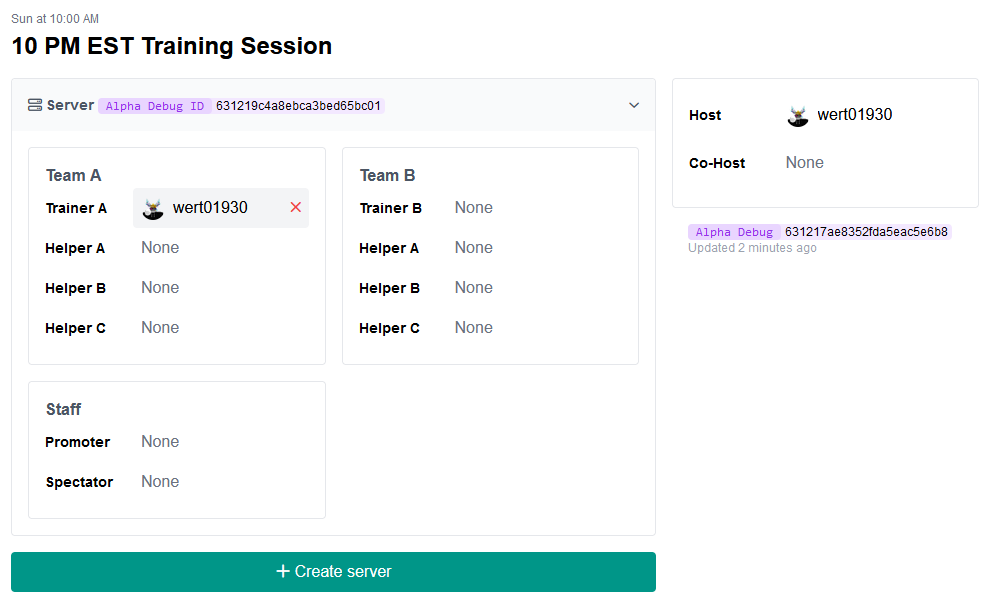 Sun at 10:00 AM
10 PM EST Training Session
Server Alpha Debug ID 631219c4a8ebca3bed65bc01
Team A
Trainer A wert01930
Helper A None
Helper B None
Helper C None
Team B
Trainer B None
Helper A None
Helper B None
Helper C None
Staff
Promoter None
Spectator None
+ Create server
Host wert01930
Co-Host None
Alpha Debug 631217ae8352fda5eac5e6b8
Updated 2 minutes ago